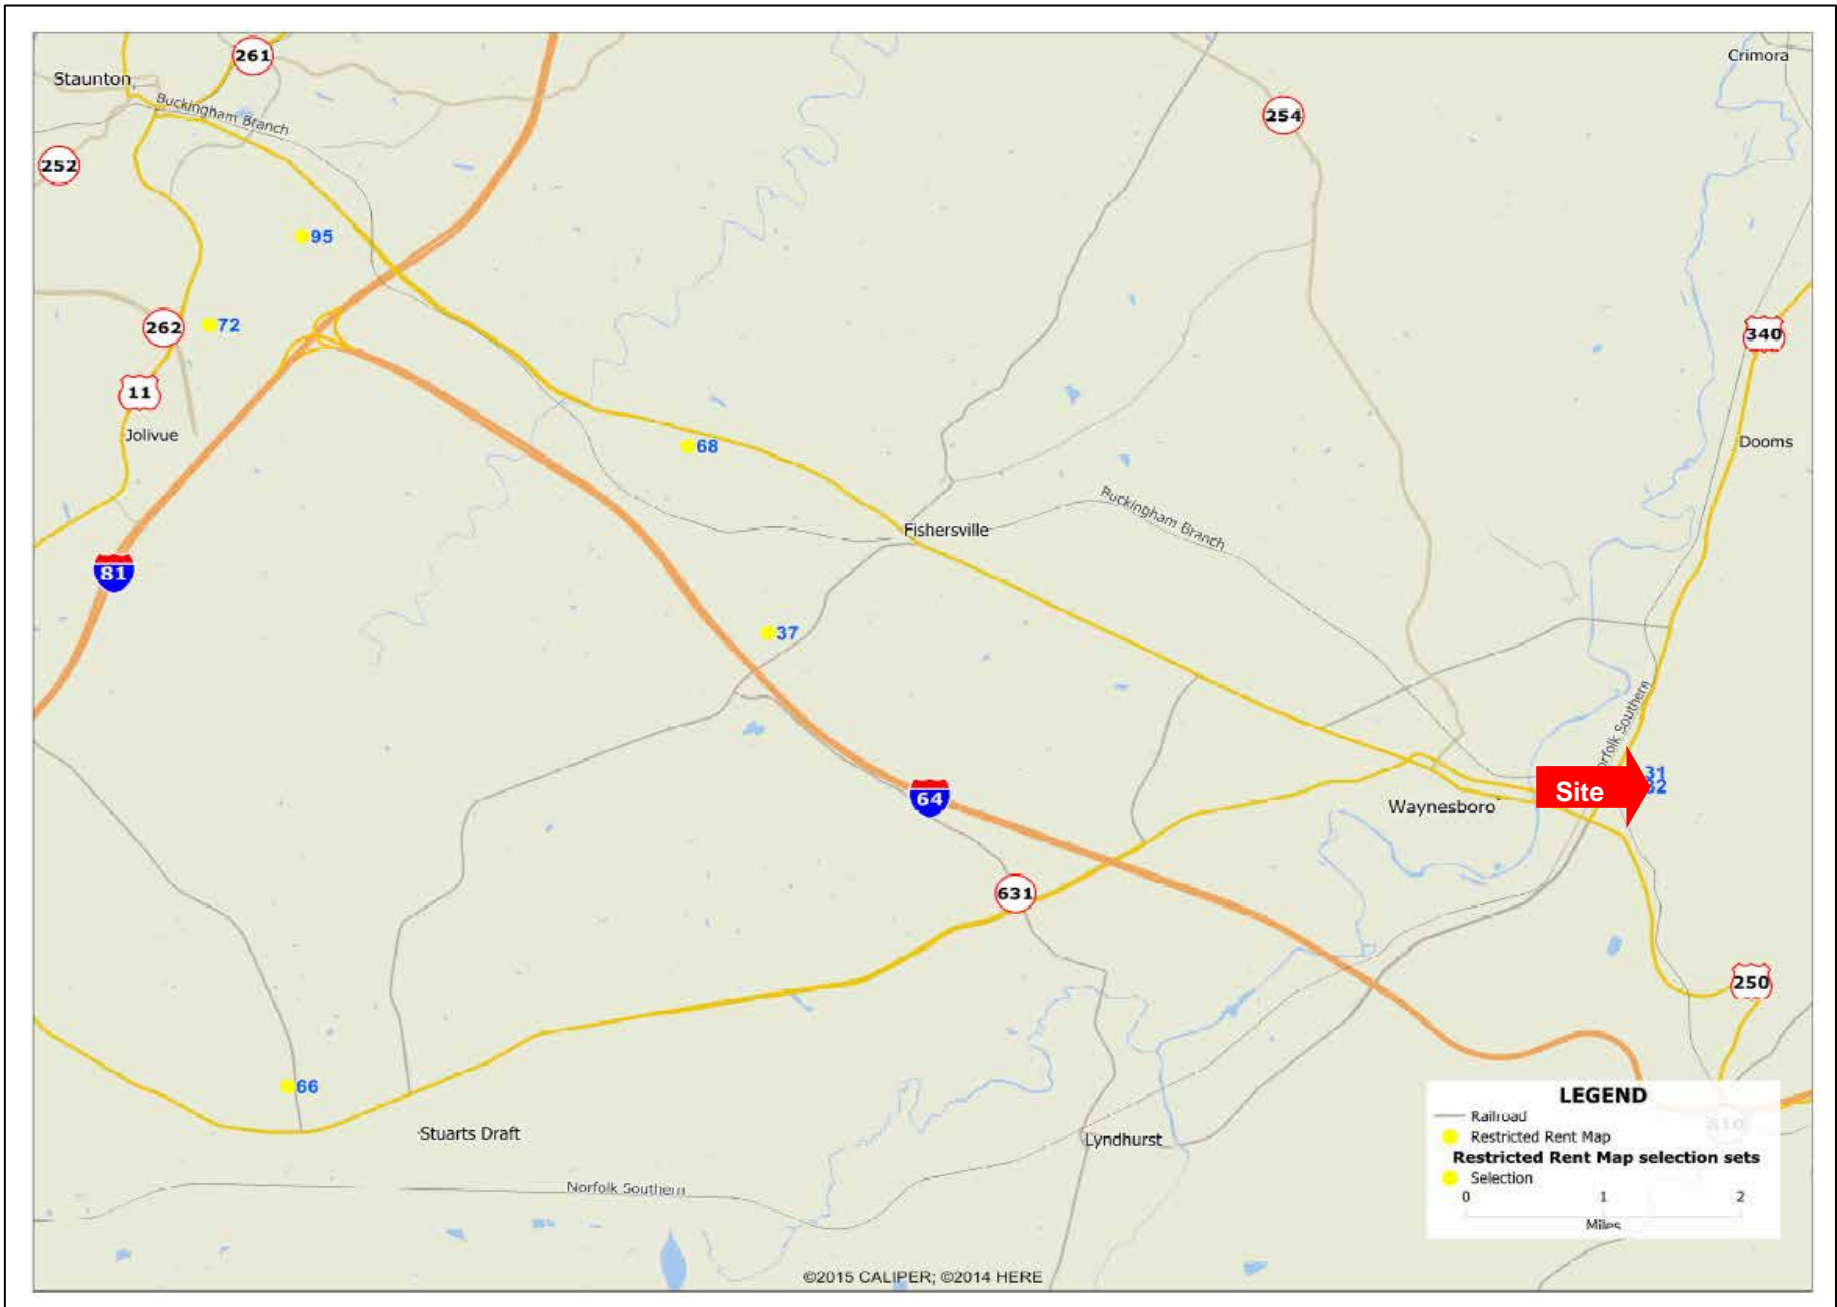 261
Crimora
Staunton
Buckingham Branch
254
252
95
262
72
340
11
Jolivue
Dooms
68
Buckingham Branch
Fishersville
81
37
Norfolk Southern
31
Site
32
64
Waynesboro
631
250
66
LEGEND
Railroad
Restricted Rent Map
Restricted Rent Map selection sets
Selection
0 1 2
Miles
610
Stuarts Draft
Lyndhurst
Norfolk Southern
©2015 CALIPER; ©2014 HERE